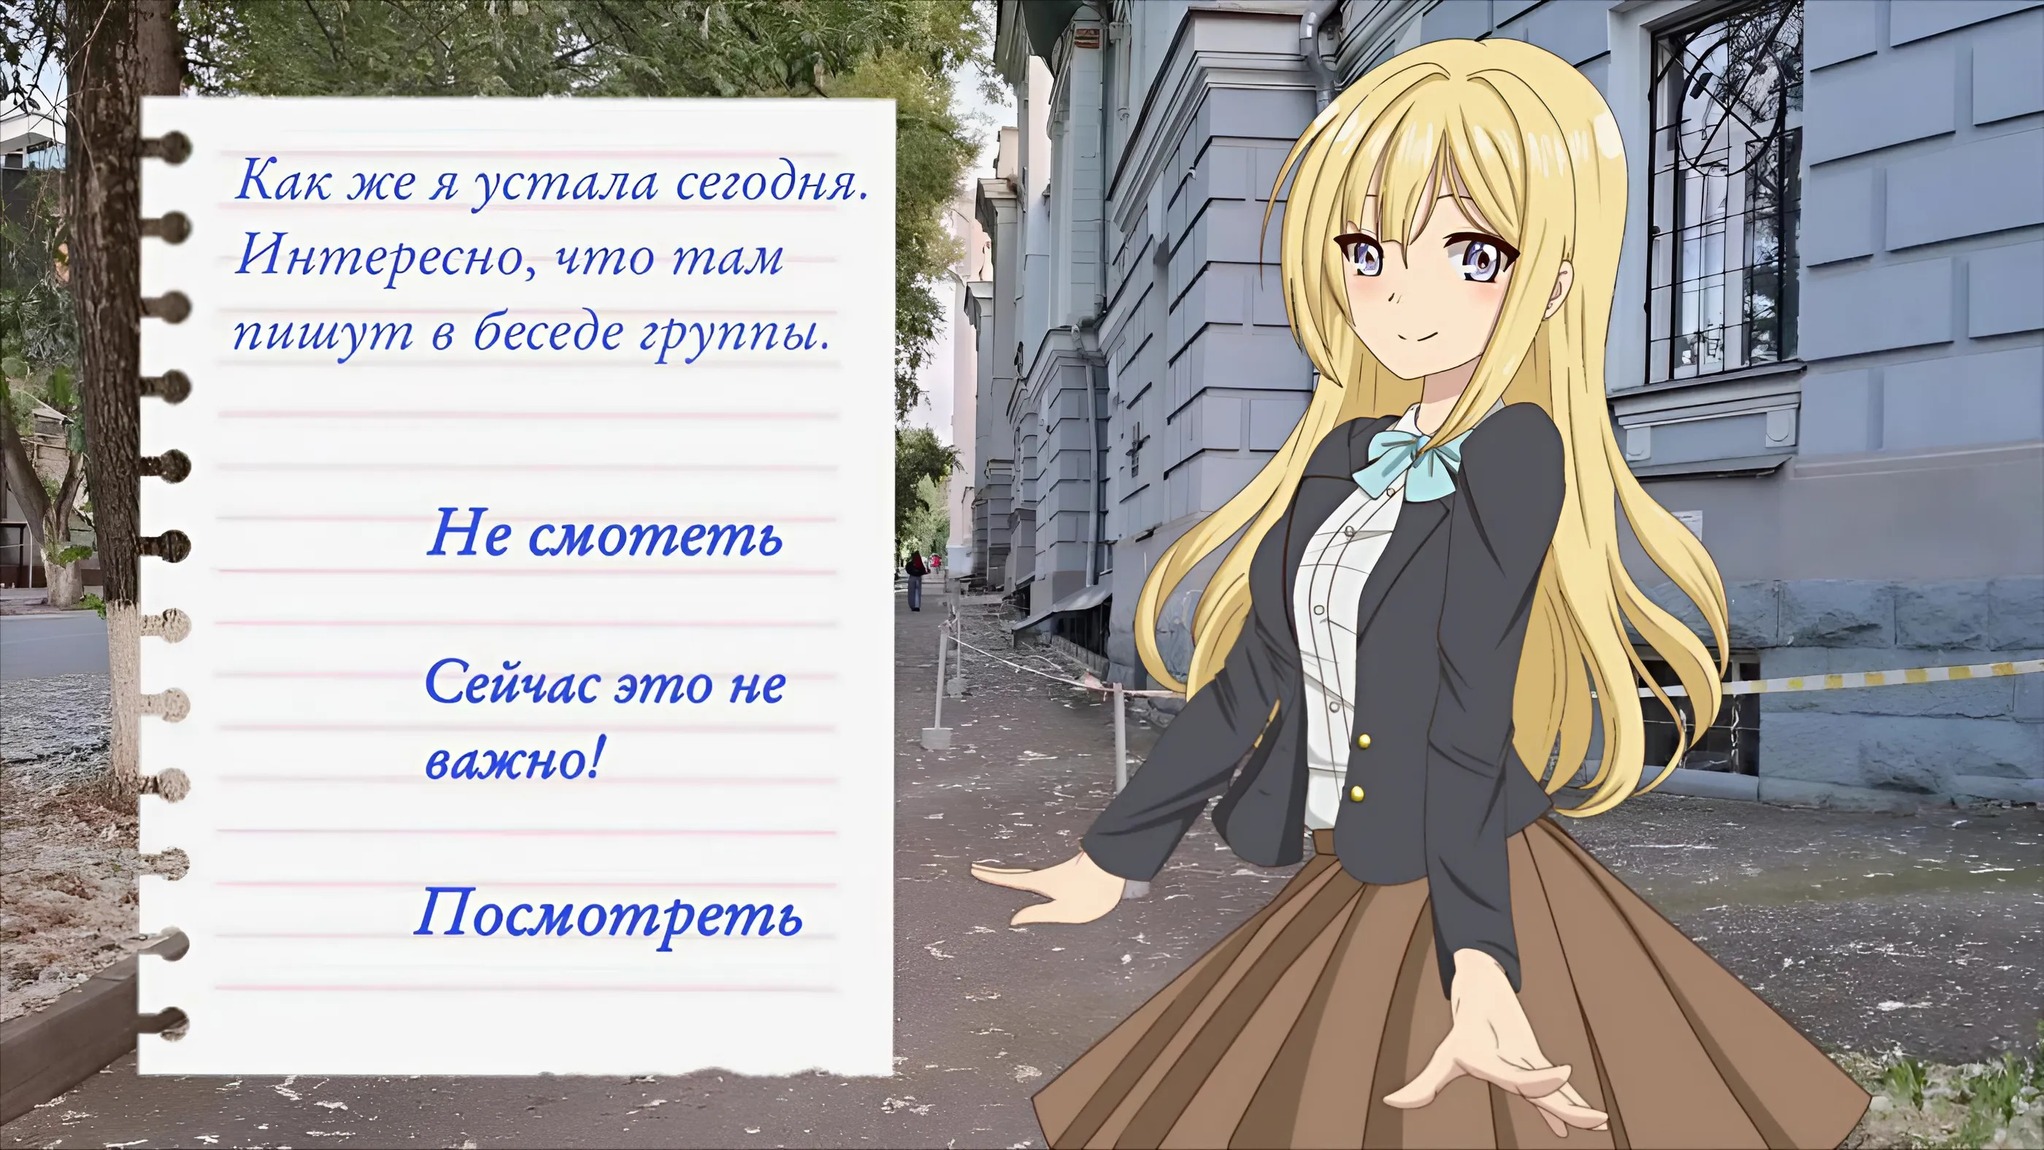 Как же я устала сегодня.
Интересно, что там
пишут в беседе группы.
Не смотеть
Сейчас это не
важно!
Посмотреть